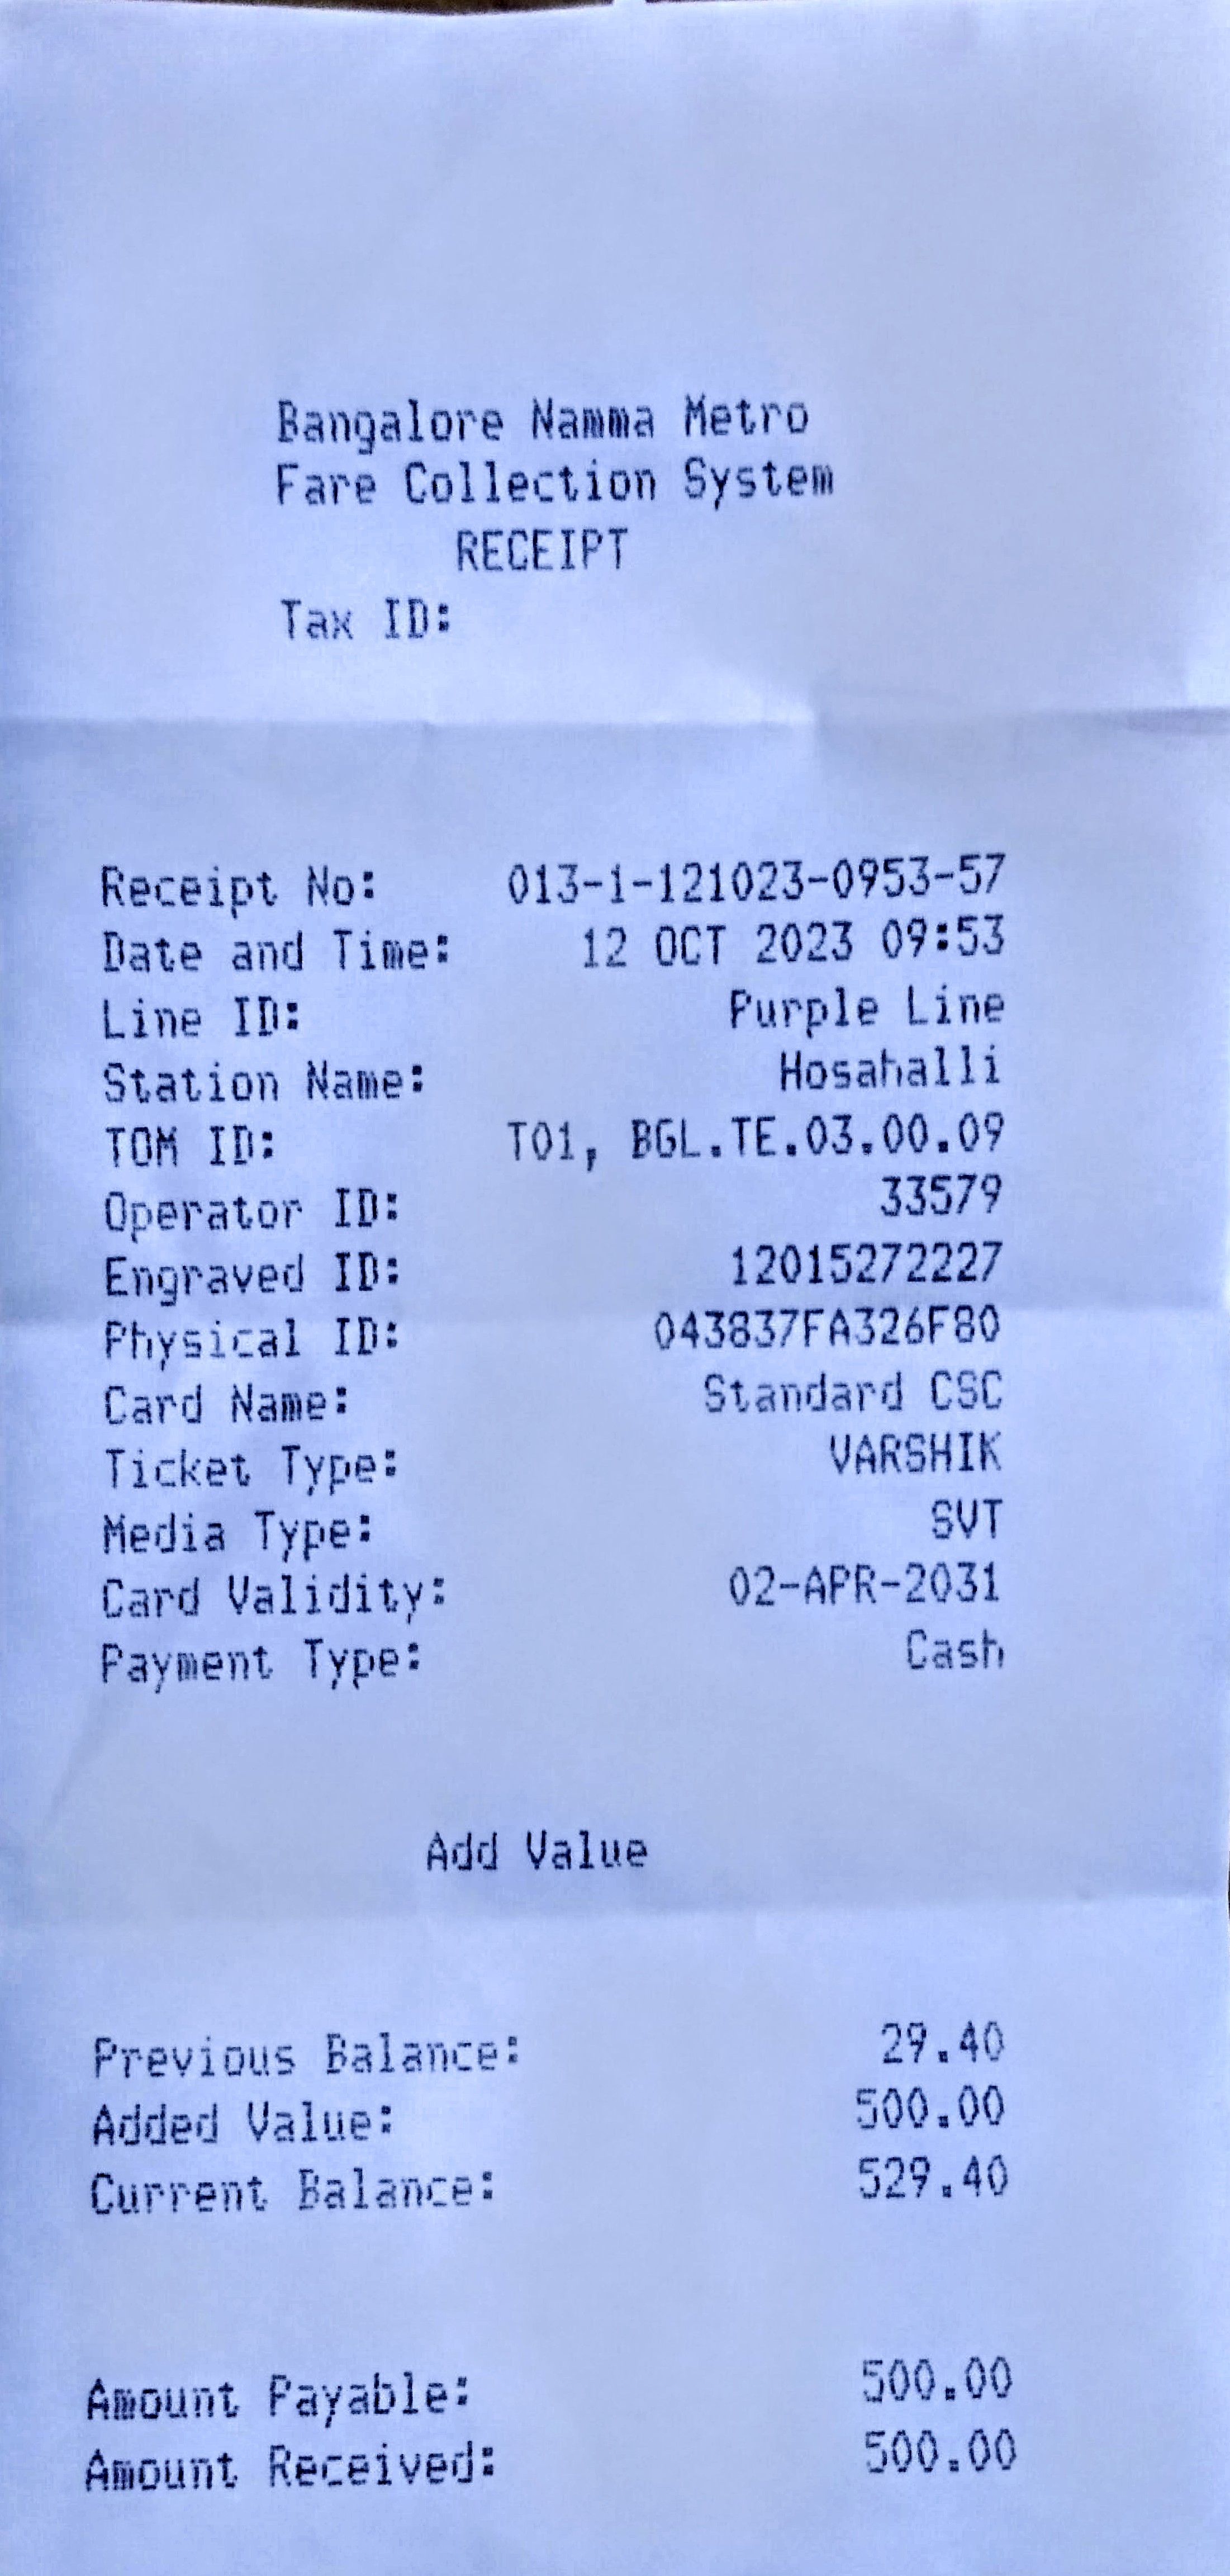 Bangalore Namma Metro
Fare Collection System
RECEIPT
Tax ID:
Receipt No: 013-1-121023-0953-57
Date and Time: 12 OCT 2023 09:53
Line ID: Purple Line
Station Name: Hosahalli
TOM ID: T01, BGL.TE.03.00.09
Operator ID: 33579
Engraved ID: 12015272227
Physical ID: 043837FA326F80
Card Name: Standard CSC
Ticket Type: VARSHIK
Media Type: SVT
Card Validity: 02-APR-2031
Payment Type: Cash
Add Value
Previous Balance: 29.40
Added Value: 500.00
Current Balance: 529.40
Amount Payable: 500.00
Amount Received: 500.00